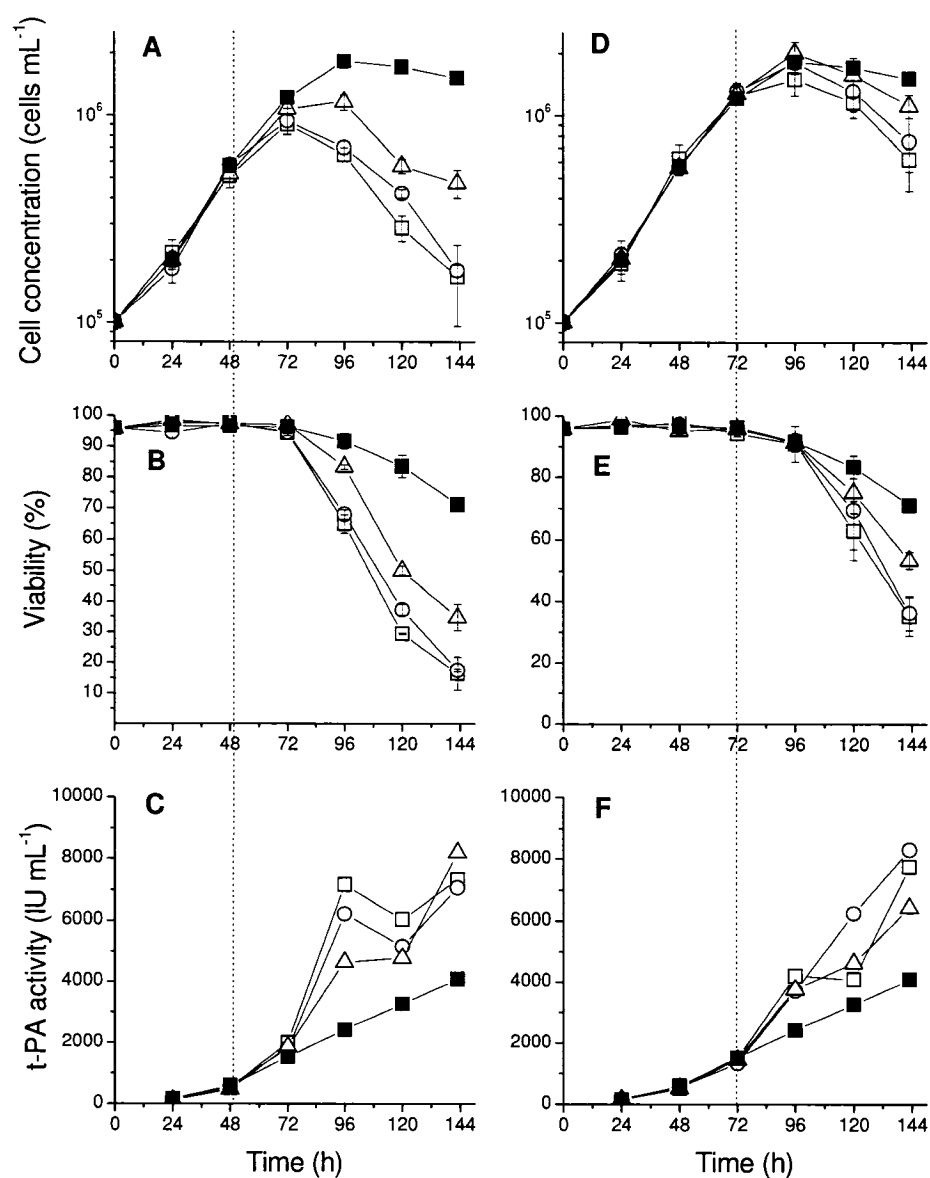 A
Cell concentration (cells mL⁻¹)
10⁶
10⁵
0 24 48 72 96 120 144
D
10⁶
10⁵
0 24 48 72 96 120 144
B
Viability (%)
100
90
80
70
60
50
40
30
20
10
0 24 48 72 96 120 144
E
100
80
60
40
20
0
0 24 48 72 96 120 144
C
t-PA activity (IU mL⁻¹)
10000
8000
6000
4000
2000
0
0 24 48 72 96 120 144
Time (h)
F
10000
8000
6000
4000
2000
0
0 24 48 72 96 120 144
Time (h)